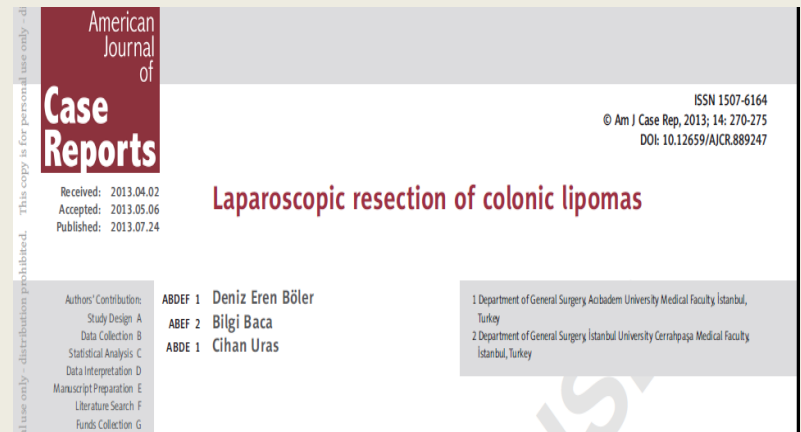 American
Journal
of
Case
Reports
ISSN 1507-6164
© Am J Case Rep, 2013; 14: 270-275
DOI: 10.12659/AJCR.889247
Received: 2013.04.02
Accepted: 2013.05.06
Published: 2013.07.24
Laparoscopic resection of colonic lipomas
Authors' Contribution:
Study Design A
Data Collection B
Statistical Analysis C
Data Interpretation D
Manuscript Preparation E
Literature Search F
Funds Collection G
ABDEF 1 Deniz Eren Böler
ABEF 2 Bilgi Baca
ABDE 1 Cihan Uras
1 Department of General Surgery, Acıbadem University Medical Faculty, İstanbul,
Turkey
2 Department of General Surgery, İstanbul University Cerrahpaşa Medical Faculty,
İstanbul, Turkey
al use only - distribution prohibited. This copy is for personal use only - di